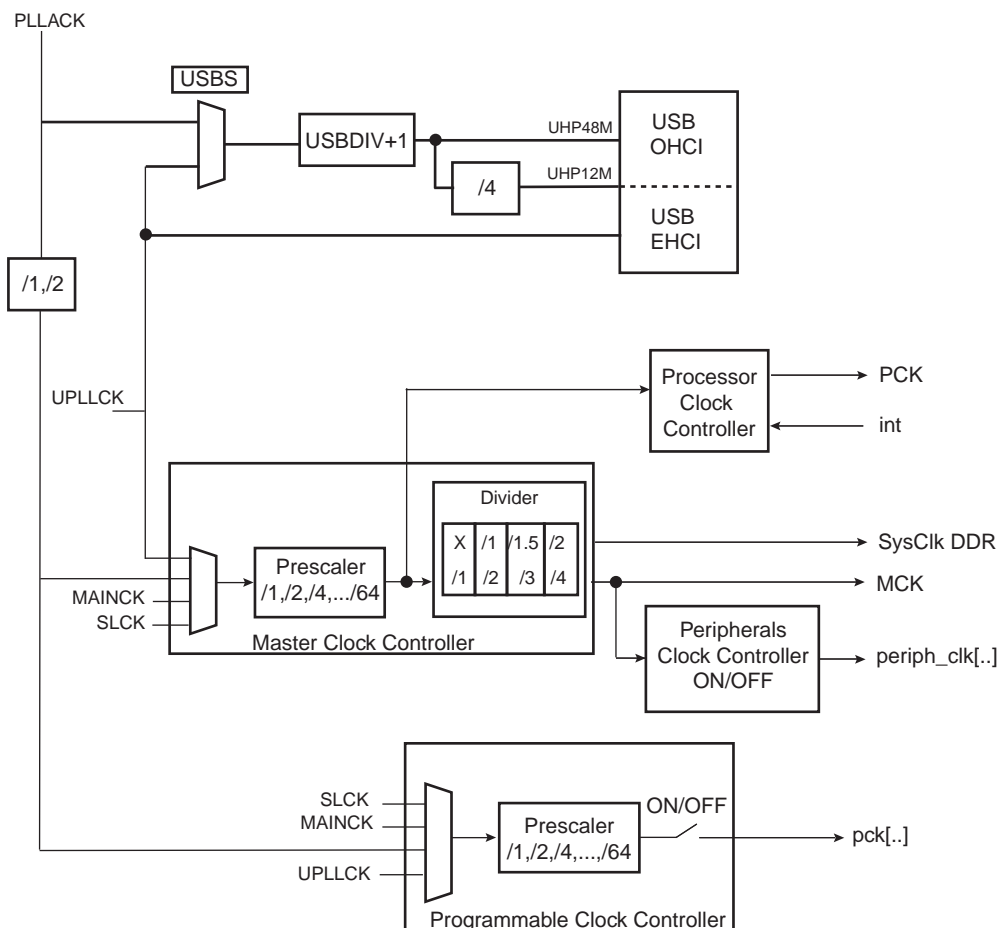 PLLACK
USBS
USBDIV+1
UHP48M
USB
OHCI
/4
UHP12M
USB
EHCI
/1,/2
UPLLCK
Processor
Clock
Controller
PCK
int
Divider
X /1 /1.5 /2
/1 /2 /3 /4
SysClk DDR
Prescaler
/1,/2,/4,.../64
MCK
MAINCK
SLCK
Master Clock Controller
Peripherals
Clock Controller
ON/OFF
periph_clk[..]
SLCK
MAINCK
UPLLCK
Prescaler
/1,/2,/4,...,/64
ON/OFF
pck[..]
Programmable Clock Controller